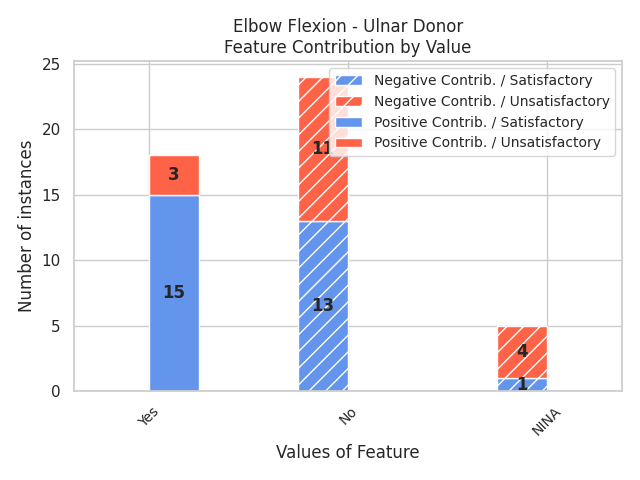 Elbow Flexion - Ulnar Donor
Feature Contribution by Value
Negative Contrib. / Satisfactory
Negative Contrib. / Unsatisfactory
Positive Contrib. / Satisfactory
Positive Contrib. / Unsatisfactory
Number of instances
25
20
15
10
5
0
3
15
11
13
4
1
Yes
No
NINA
Values of Feature